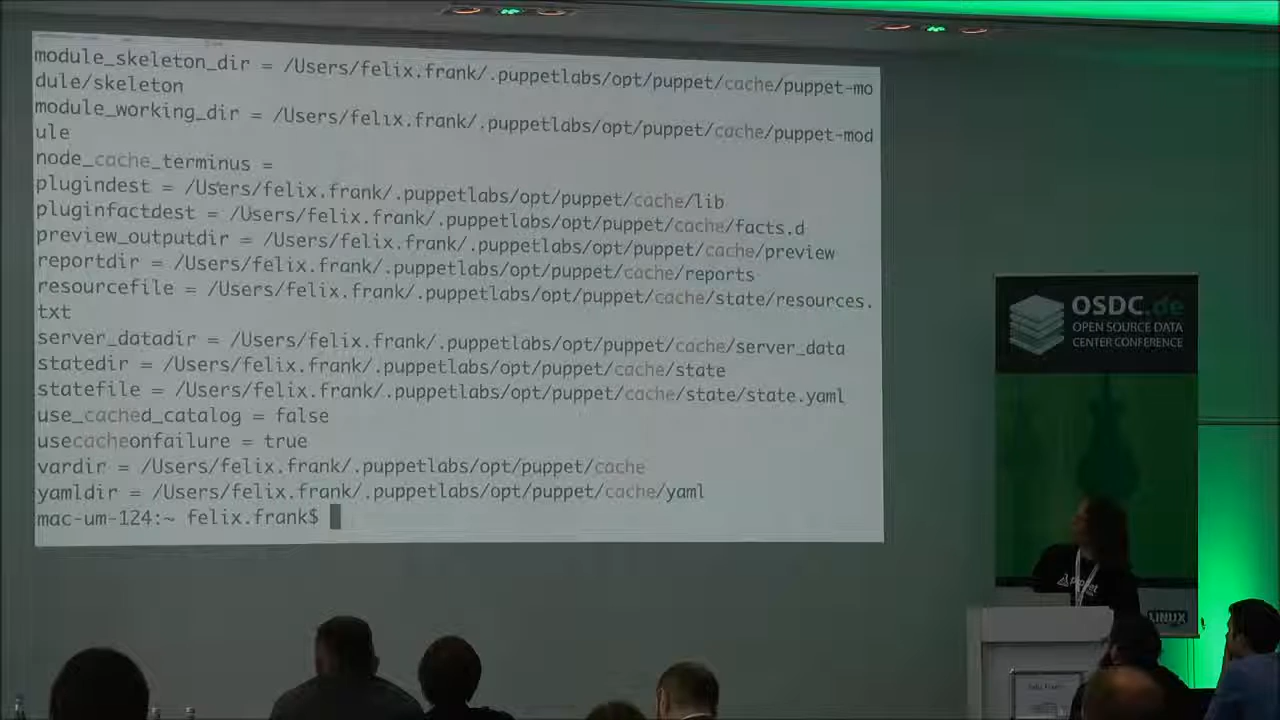 module_skeleton_dir = /Users/felix.frank/.puppetlabs/opt/puppet/cache/puppet-mo
dule/skeleton
module_working_dir = /Users/felix.frank/.puppetlabs/opt/puppet/cache/puppet-mod
ule
node_cache_terminus =
plugindest = /Users/felix.frank/.puppetlabs/opt/puppet/cache/lib
pluginfactdest = /Users/felix.frank/.puppetlabs/opt/puppet/cache/facts.d
preview_outputdir = /Users/felix.frank/.puppetlabs/opt/puppet/cache/preview
reportdir = /Users/felix.frank/.puppetlabs/opt/puppet/cache/reports
resourcefile = /Users/felix.frank/.puppetlabs/opt/puppet/cache/state/resources.
txt
server_datadir = /Users/felix.frank/.puppetlabs/opt/puppet/cache/server_data
statedir = /Users/felix.frank/.puppetlabs/opt/puppet/cache/state
statefile = /Users/felix.frank/.puppetlabs/opt/puppet/cache/state/state.yaml
use_cached_catalog = false
usecacheonfailure = true
vardir = /Users/felix.frank/.puppetlabs/opt/puppet/cache
yamldir = /Users/felix.frank/.puppetlabs/opt/puppet/cache/yaml
mac-um-124:~ felix.frank$
OSDC.de
OPEN SOURCE DATA
CENTER CONFERENCE
LINUX